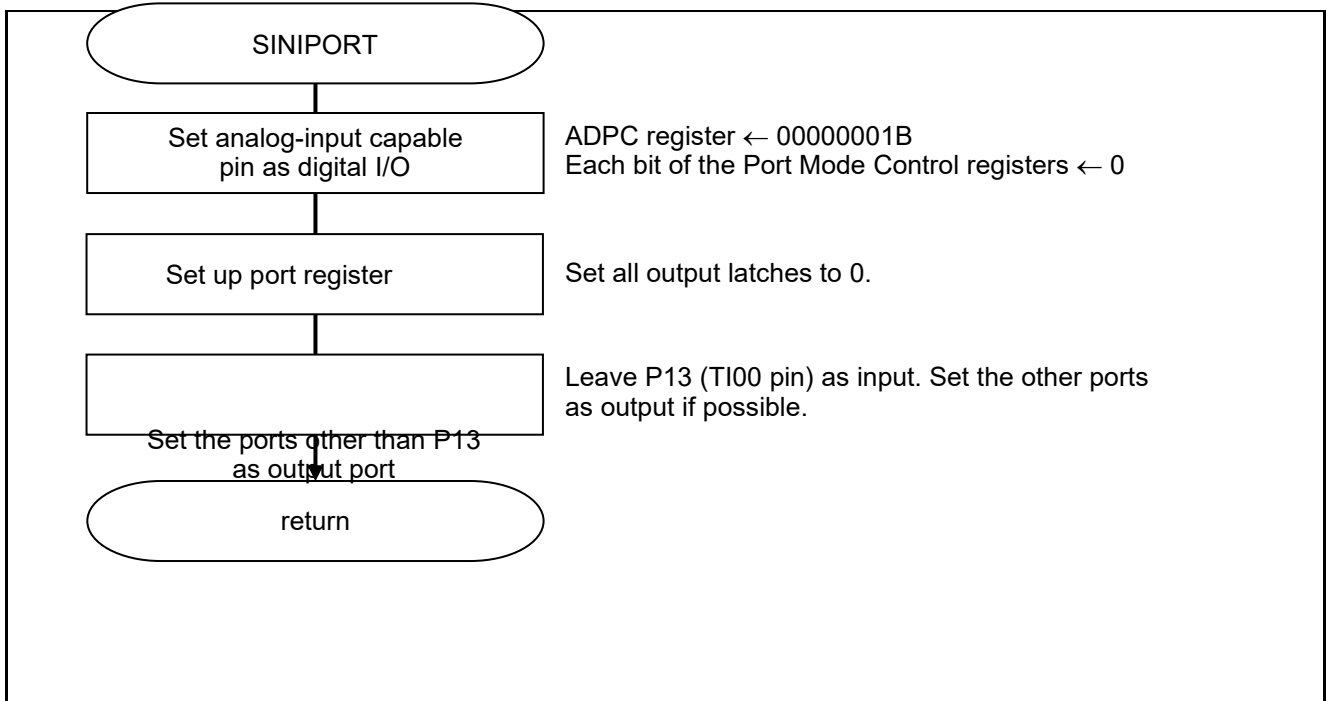 SINIPORT
Set analog-input capable
pin as digital I/O
ADPC register ← 00000001B
Each bit of the Port Mode Control registers ← 0
Set up port register
Set all output latches to 0.
Leave P13 (TI00 pin) as input. Set the other ports
as output if possible.
Set the ports other than P13
as output port
return